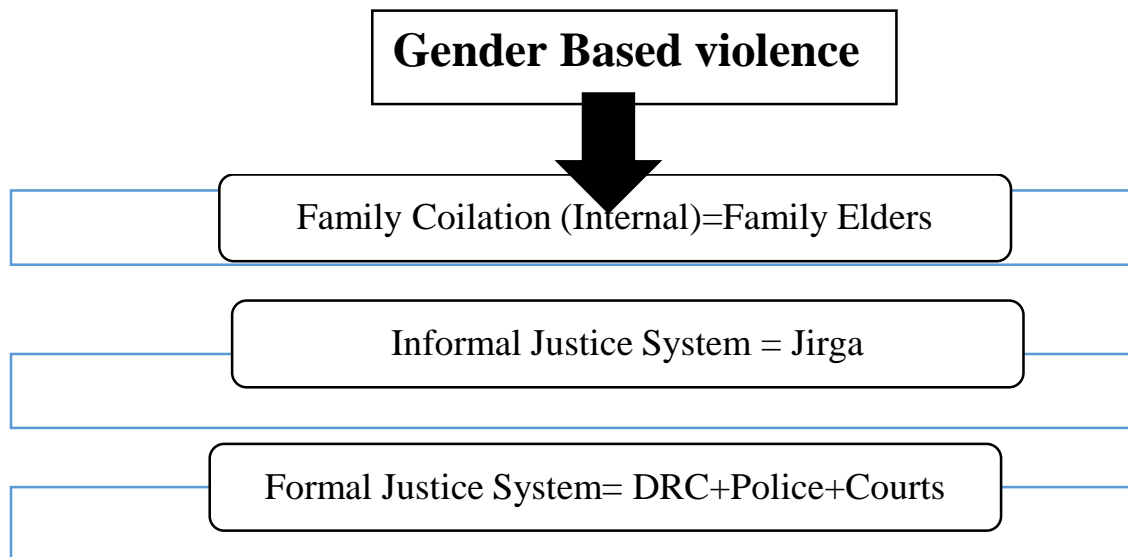 Gender Based violence
Family Coilation (Internal)=Family Elders
Informal Justice System = Jirga
Formal Justice System= DRC+Police+Courts